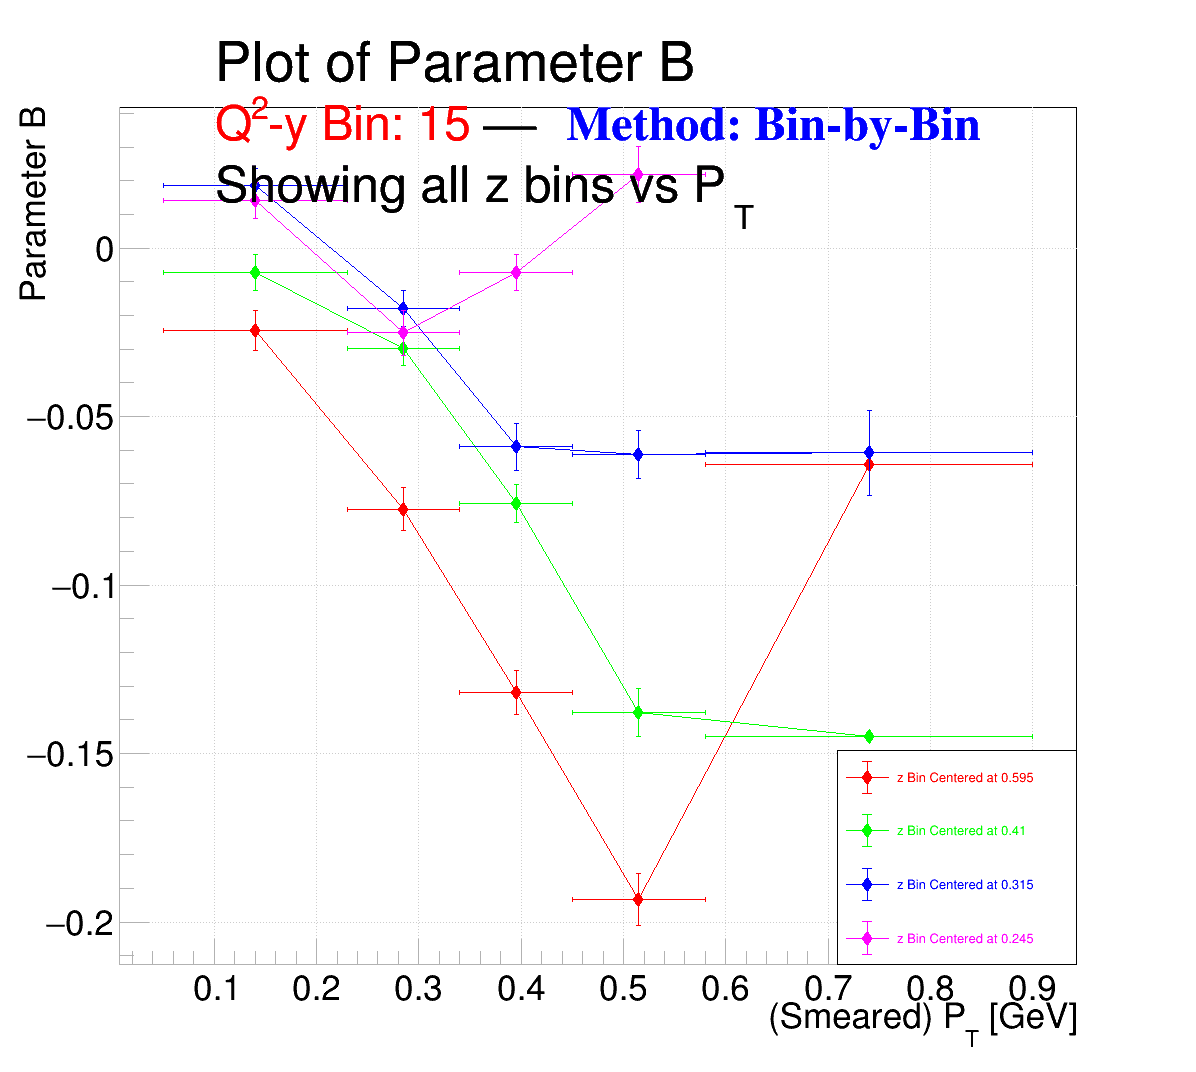 Plot of Parameter B
Q²-y Bin: 15 — Method: Bin-by-Bin
Showing all z bins vs P_T
Parameter B
0
−0.05
−0.1
−0.15
−0.2
z Bin Centered at 0.595
z Bin Centered at 0.41
z Bin Centered at 0.315
z Bin Centered at 0.245
0.1 0.2 0.3 0.4 0.5 0.6 0.7 0.8 0.9
(Smeared) P_T [GeV]